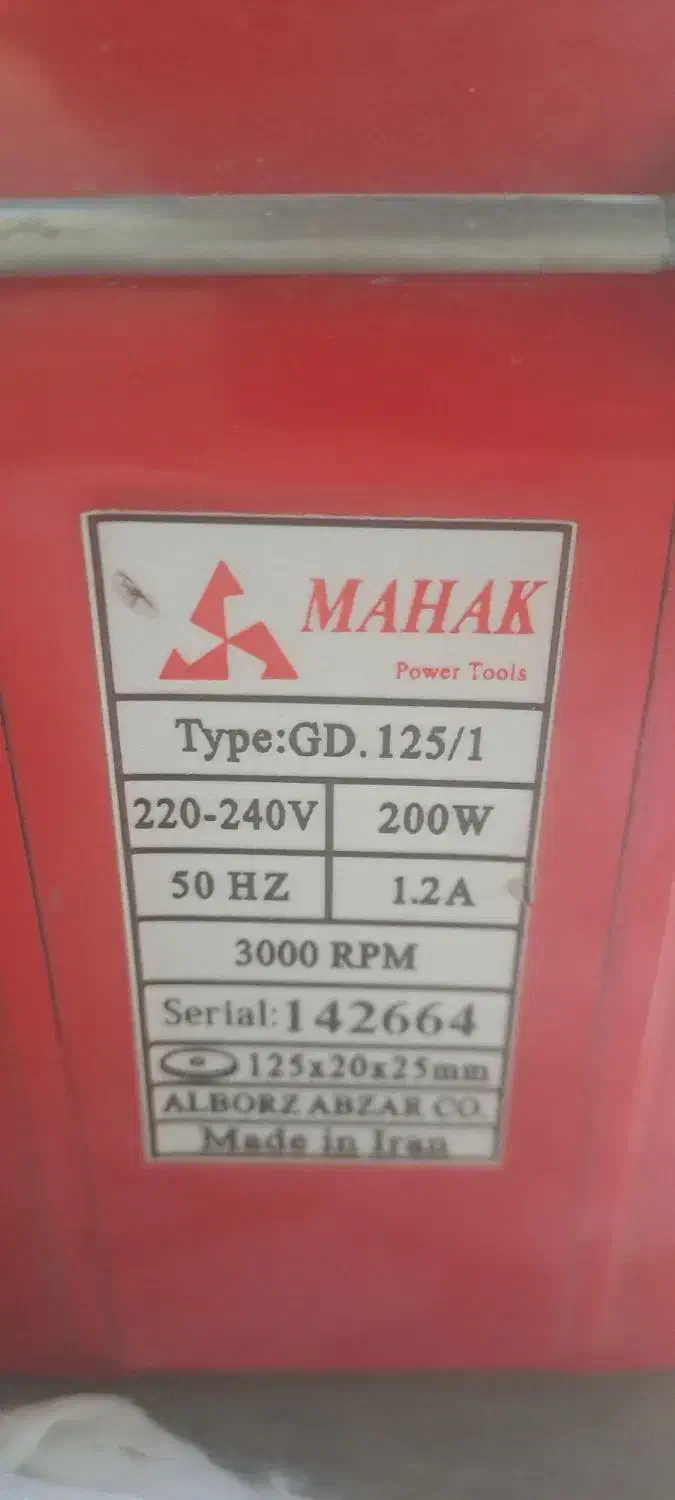 MAHAK
Power Tools
Type:GD.125/1
220-240V 200W
50 HZ 1.2A
3000 RPM
Serial:142664
125x20x25mm
ALBORZ ABZAR CO.
Made in Iran